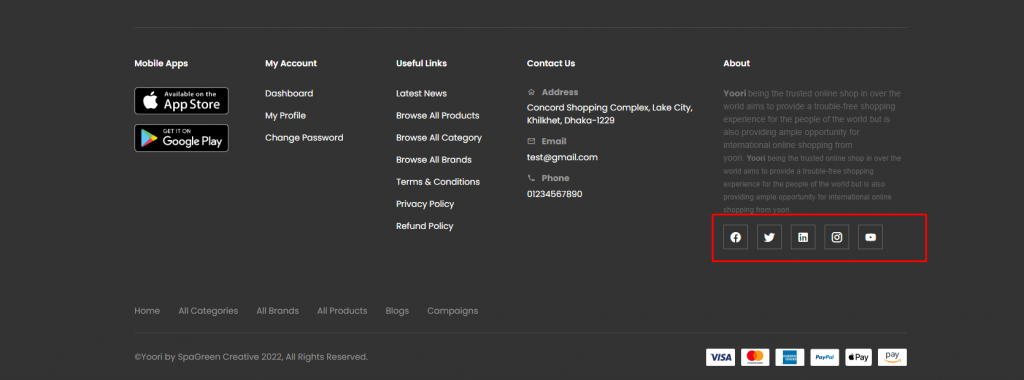 Mobile Apps
Available on the
App Store
GET IT ON
Google Play
My Account
Dashboard
My Profile
Change Password
Useful Links
Latest News
Browse All Products
Browse All Category
Browse All Brands
Terms & Conditions
Privacy Policy
Refund Policy
Contact Us
Address
Concord Shopping Complex, Lake City,
Khilkhet, Dhaka-1229
Email
test@gmail.com
Phone
01234567890
About
Yoori being the trusted online shop in over the
world aims to provide a trouble-free shopping
experience for the people of the world but is
also providing ample opportunity for
international online shopping from
yoori. Yoori being the trusted online shop in over the
world aims to provide a trouble-free shopping
experience for the people of the world but is also
providing ample opportunity for international online
shopping from yoori.
Home All Categories All Brands All Products Blogs Compaigns
©Yoori by SpaGreen Creative 2022, All Rights Reserved.
VISA mastercard PayPal Pay pay